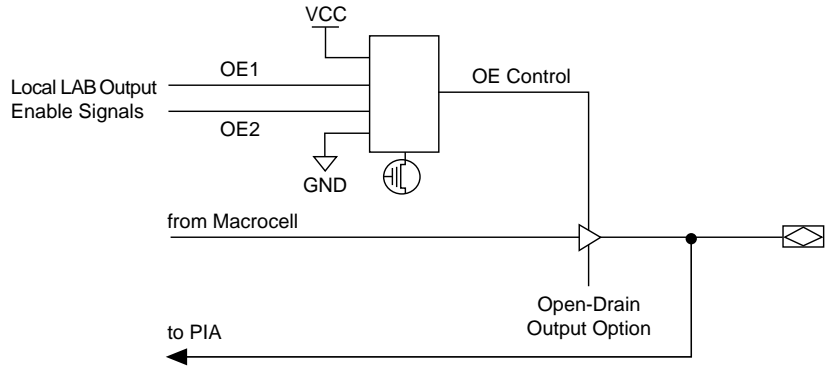 VCC
OE1
OE Control
Local LAB Output
Enable Signals
OE2
GND
from Macrocell
Open-Drain
Output Option
to PIA